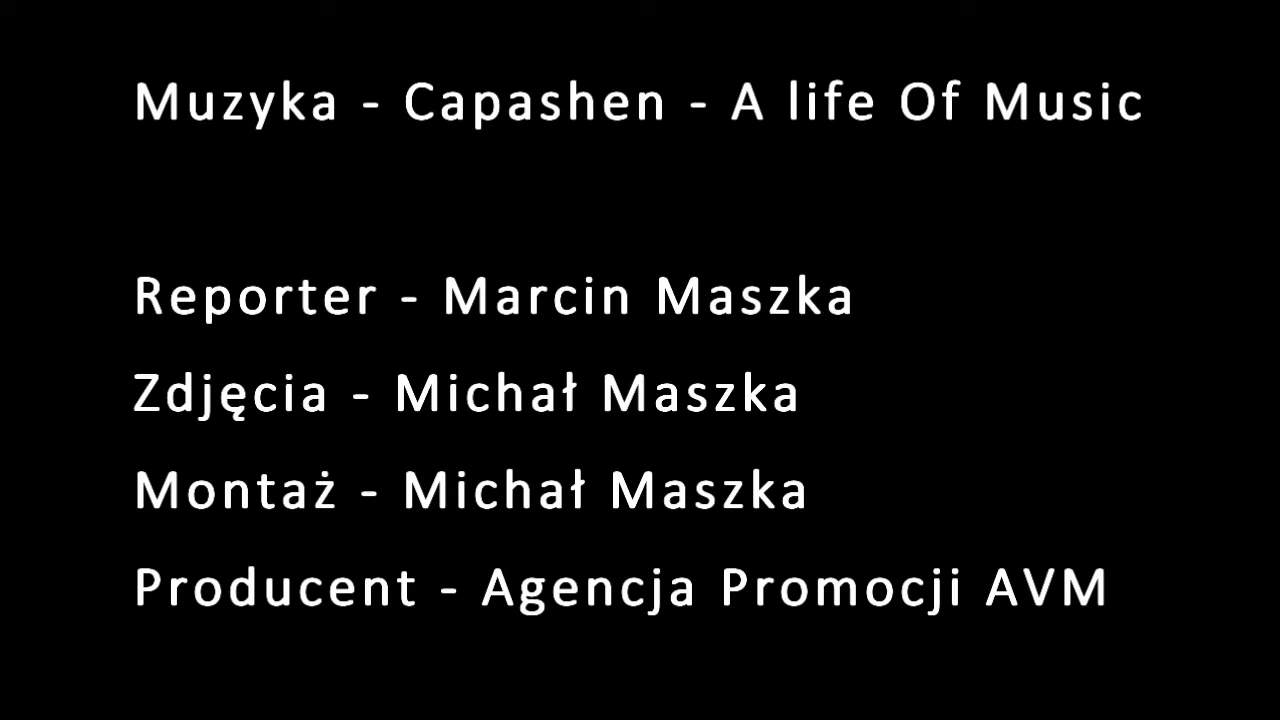 Muzyka - Capashen - A life Of Music
Reporter - Marcin Maszka
Zdjęcia - Michał Maszka
Montaż - Michał Maszka
Producent - Agencja Promocji AVM